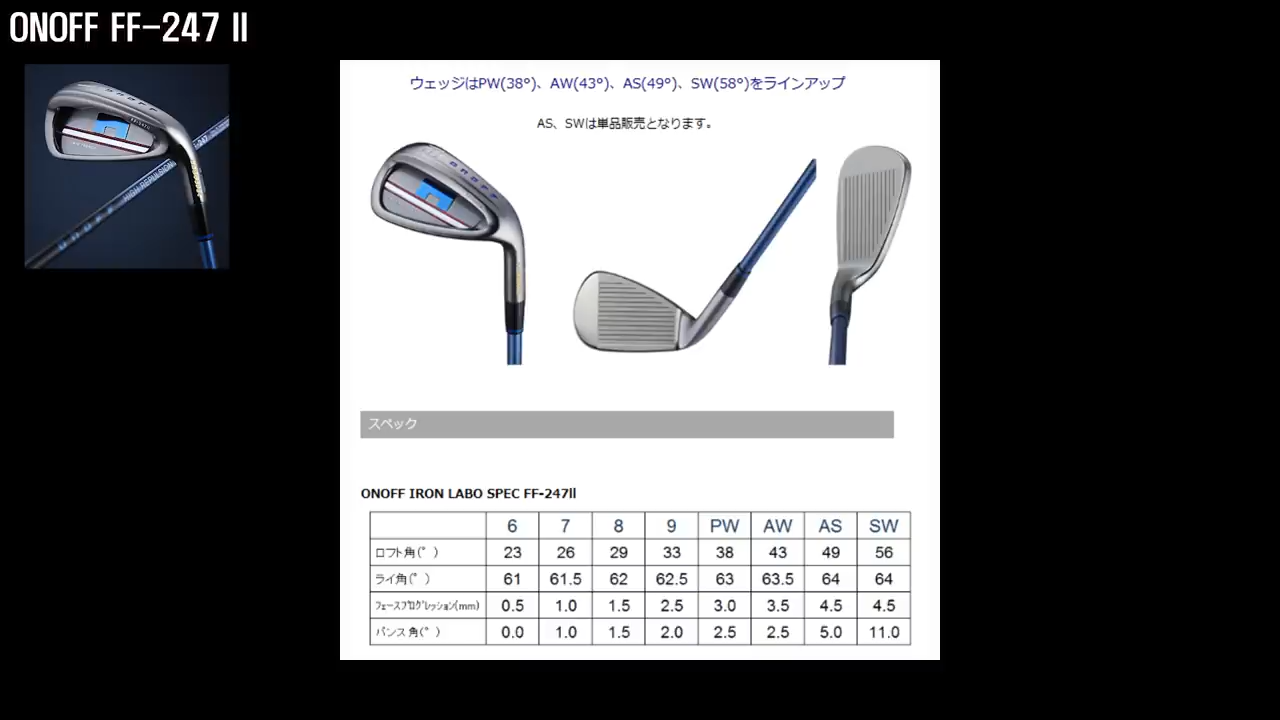 ONOFF FF-247 II
ウェッジはPW(38°)、AW(43°)、AS(49°)、SW(58°)をラインアップ
AS、SWは単品販売となります。
ONOFF
HIGH REPULSION
ONOFF
ONOFF
スペック
ONOFF IRON LABO SPEC FF-247ll
6 7 8 9 PW AW AS SW
ロフト角(°) 23 26 29 33 38 43 49 56
ライ角(°) 61 61.5 62 62.5 63 63.5 64 64
フェースプログレッション(mm) 0.5 1.0 1.5 2.5 3.0 3.5 4.5 4.5
バンス角(°) 0.0 1.0 1.5 2.0 2.5 2.5 5.0 11.0